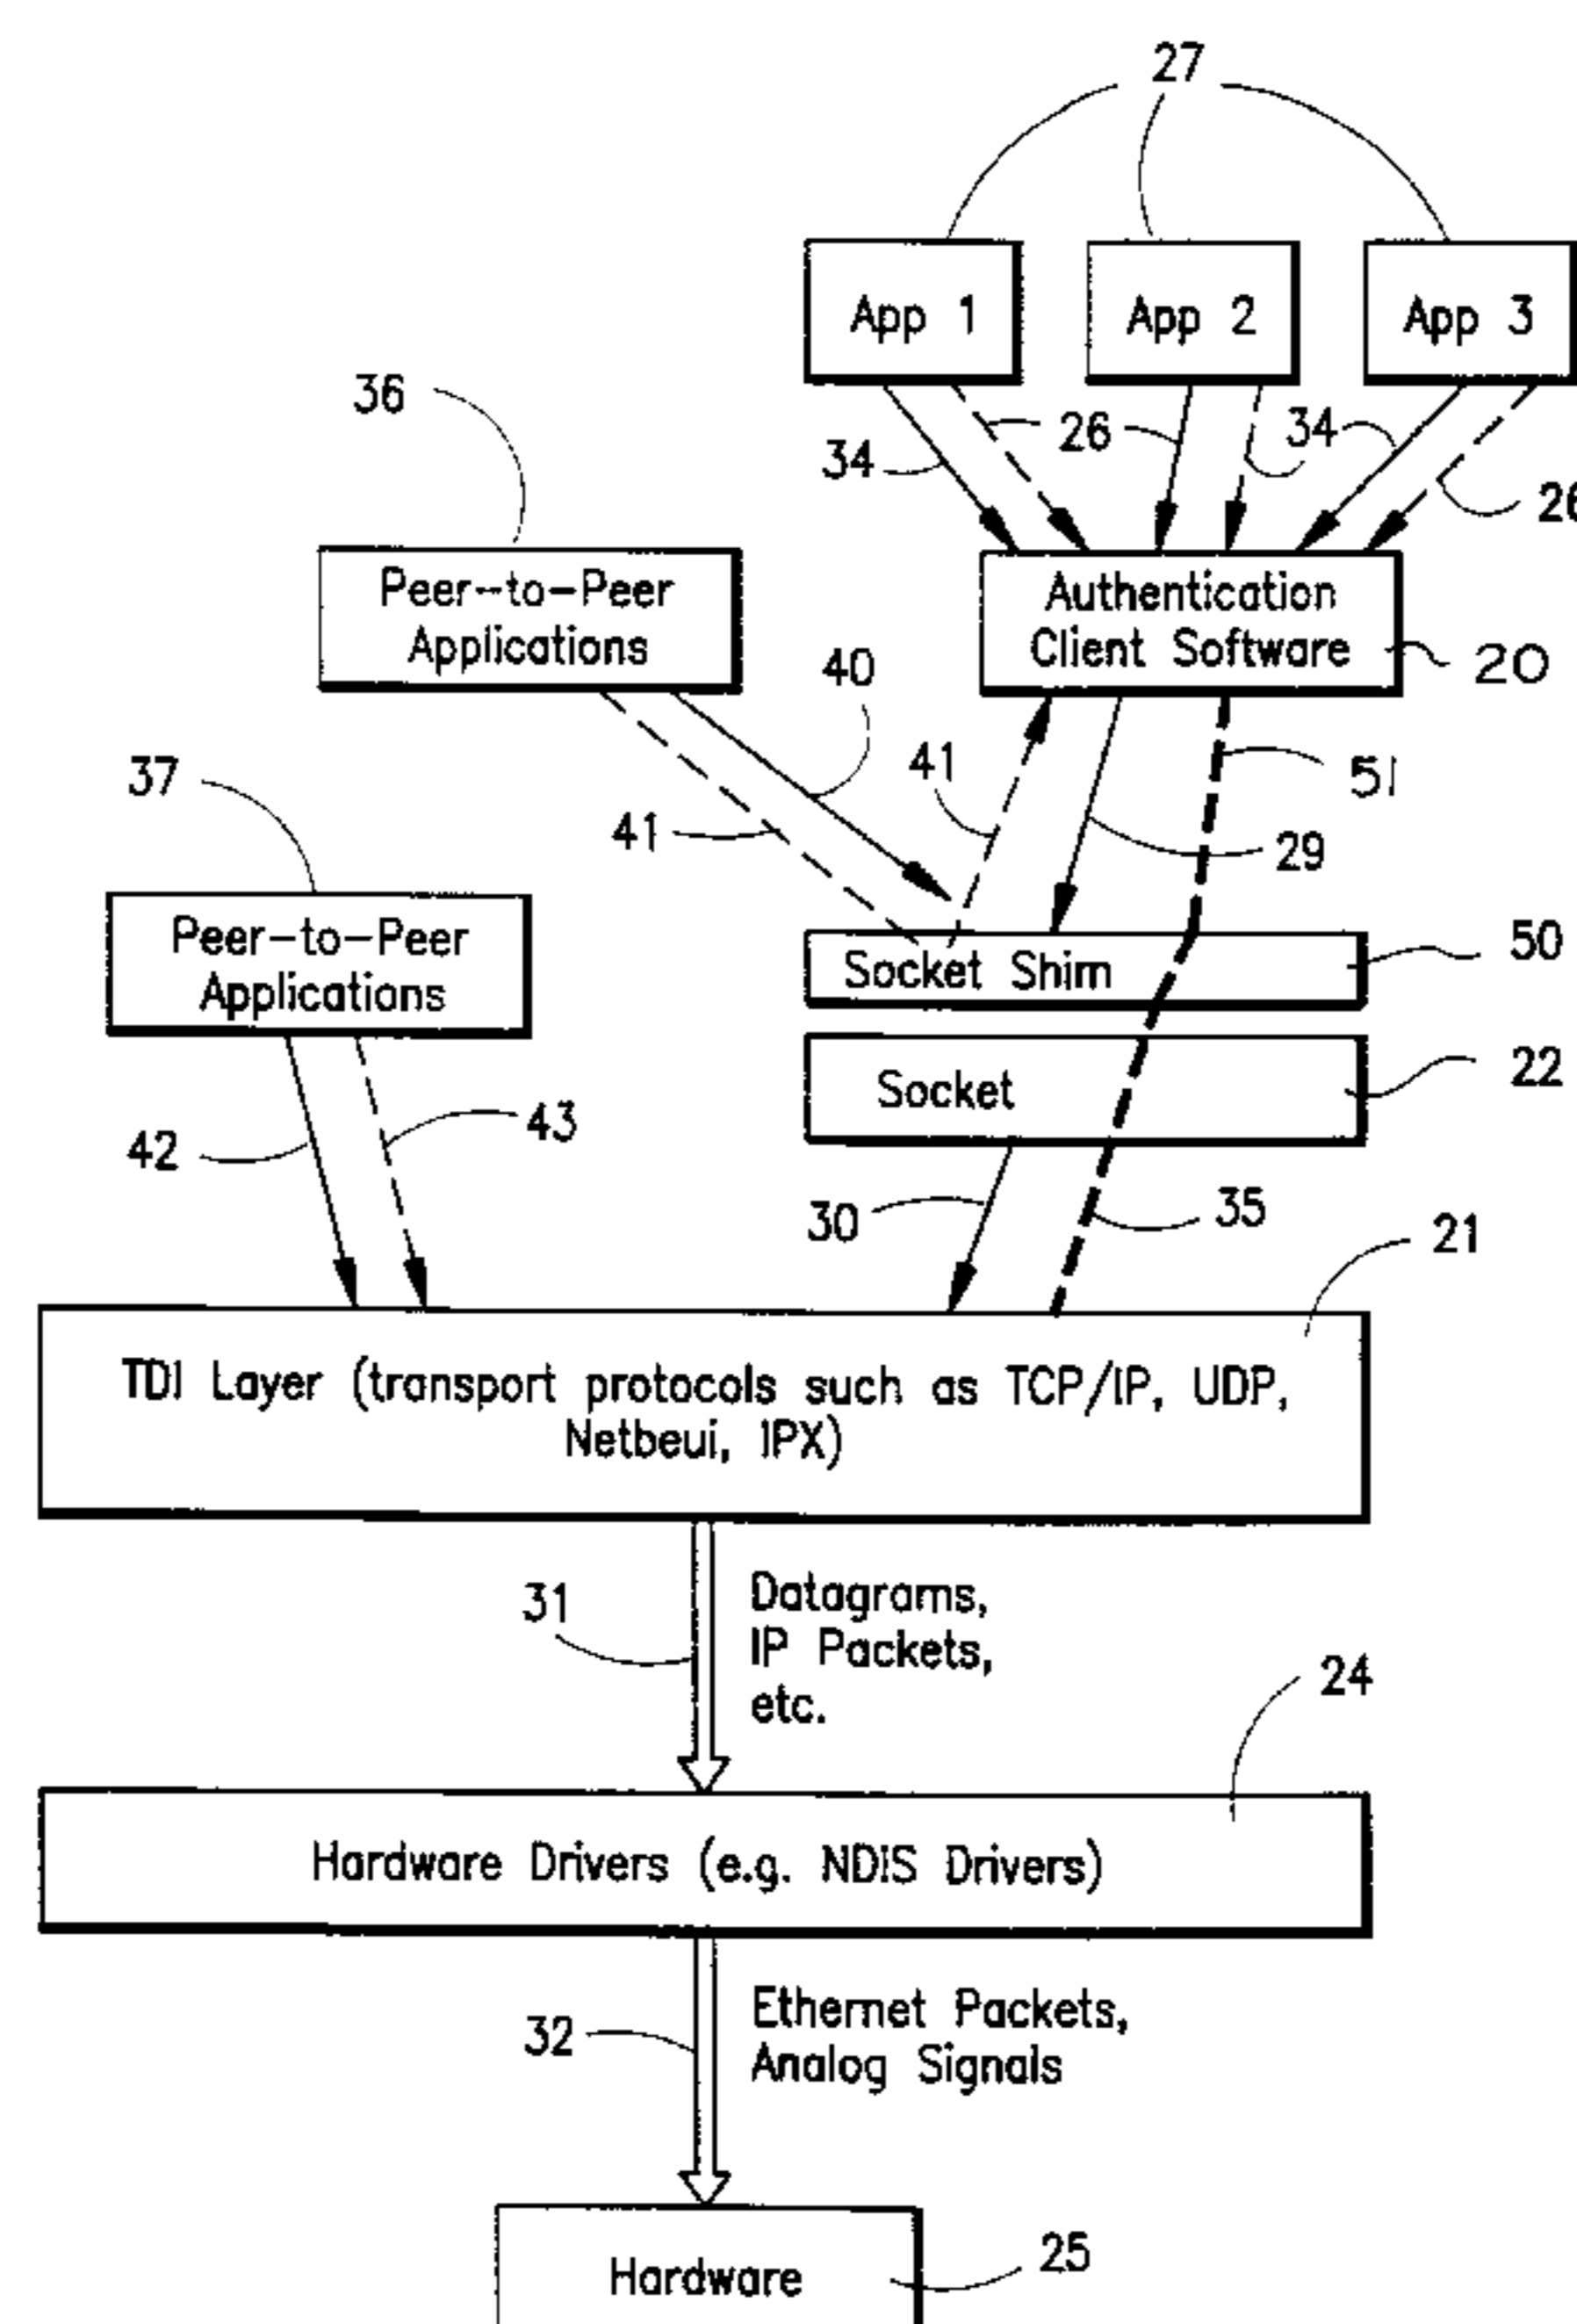 27
App 1
App 2
App 3
36
34
26
34
26
Peer-to-Peer
Applications
Authentication
Client Software
20
40
37
41
41
51
29
Peer-to-Peer
Applications
Socket Shim
50
Socket
22
42
43
30
35
21
TDI Layer (transport protocols such as TCP/IP, UDP,
Netbeui, IPX)
31
Datagrams,
IP Packets,
etc.
24
Hardware Drivers (e.g. NDIS Drivers)
32
Ethernet Packets,
Analog Signals
Hardware
25